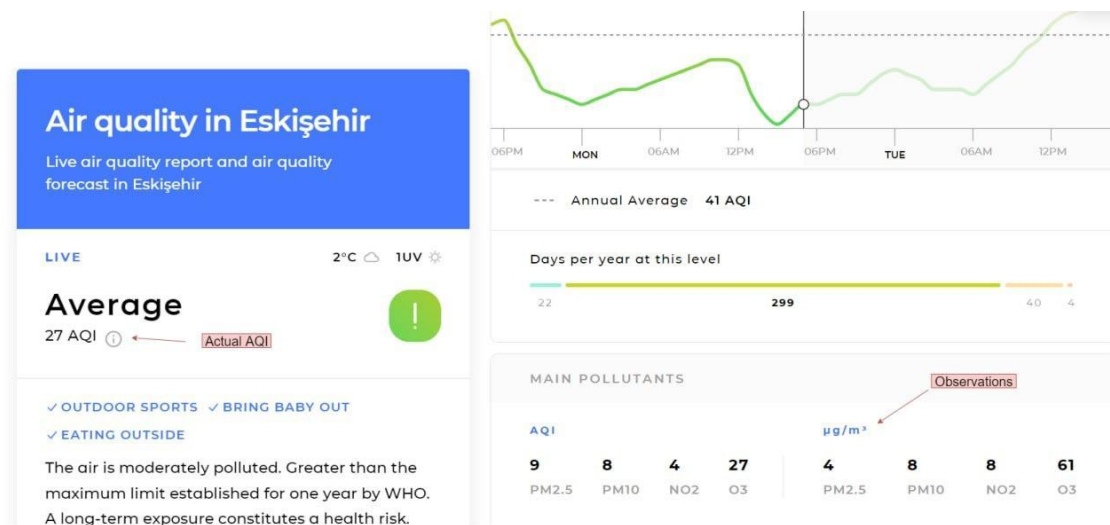 Air quality in Eskişehir
Live air quality report and air quality
forecast in Eskişehir
LIVE 2°C 1UV
Average
27 AQI
Actual AQI
OUTDOOR SPORTS BRING BABY OUT
EATING OUTSIDE
The air is moderately polluted. Greater than the
maximum limit established for one year by WHO.
A long-term exposure constitutes a health risk.
06PM MON 06AM 12PM 06PM TUE 06AM 12PM
--- Annual Average 41 AQI
Days per year at this level
22 299 40 4
MAIN POLLUTANTS
Observations
AQI µg/m³
9 8 4 27 4 8 8 61
PM2.5 PM10 NO2 O3 PM2.5 PM10 NO2 O3